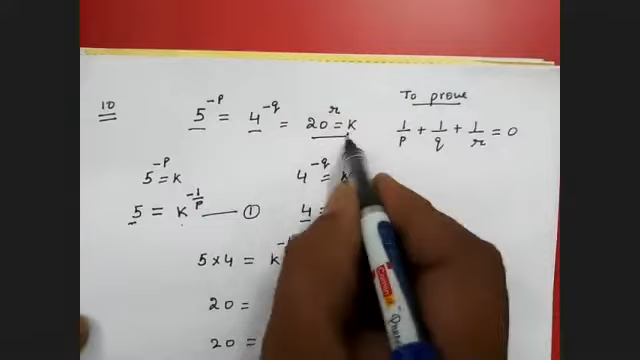 10 5^-p = 4^-q = 20^r = k To prove
1/p + 1/q + 1/r = 0
5^-p = k 4^-q =
5 = k^-1/p —— ① 4 =
5 × 4 = k
20 =
20 =